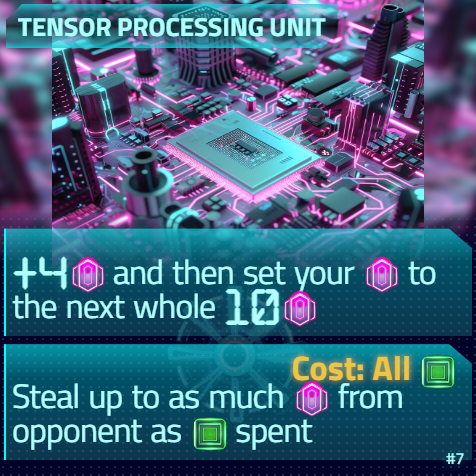 TENSOR PROCESSING UNIT
+4 and then set your to
the next whole 10
Cost: All
Steal up to as much from
opponent as spent
#7